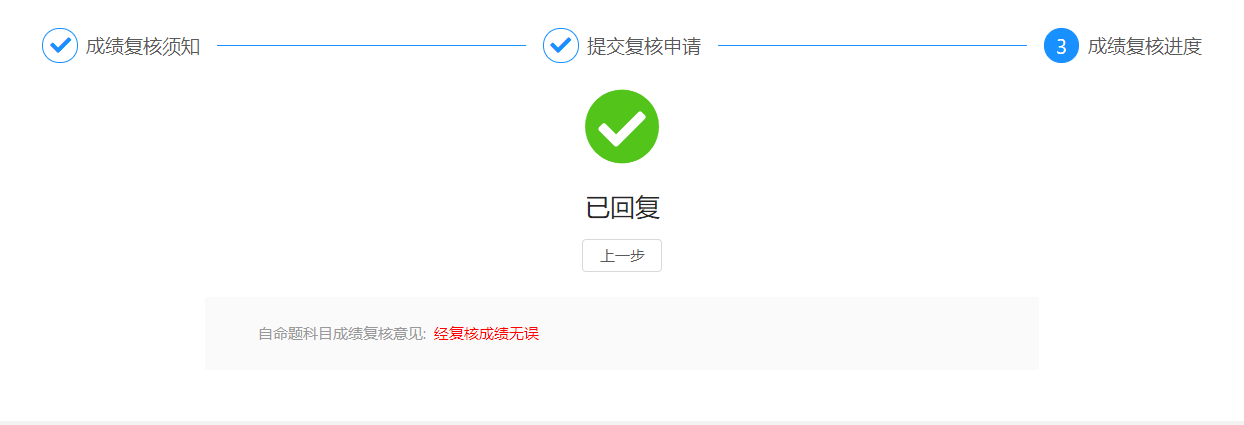 成绩复核须知
提交复核申请
3 成绩复核进度
已回复
上一步
自命题科目成绩复核意见: 经复核成绩无误